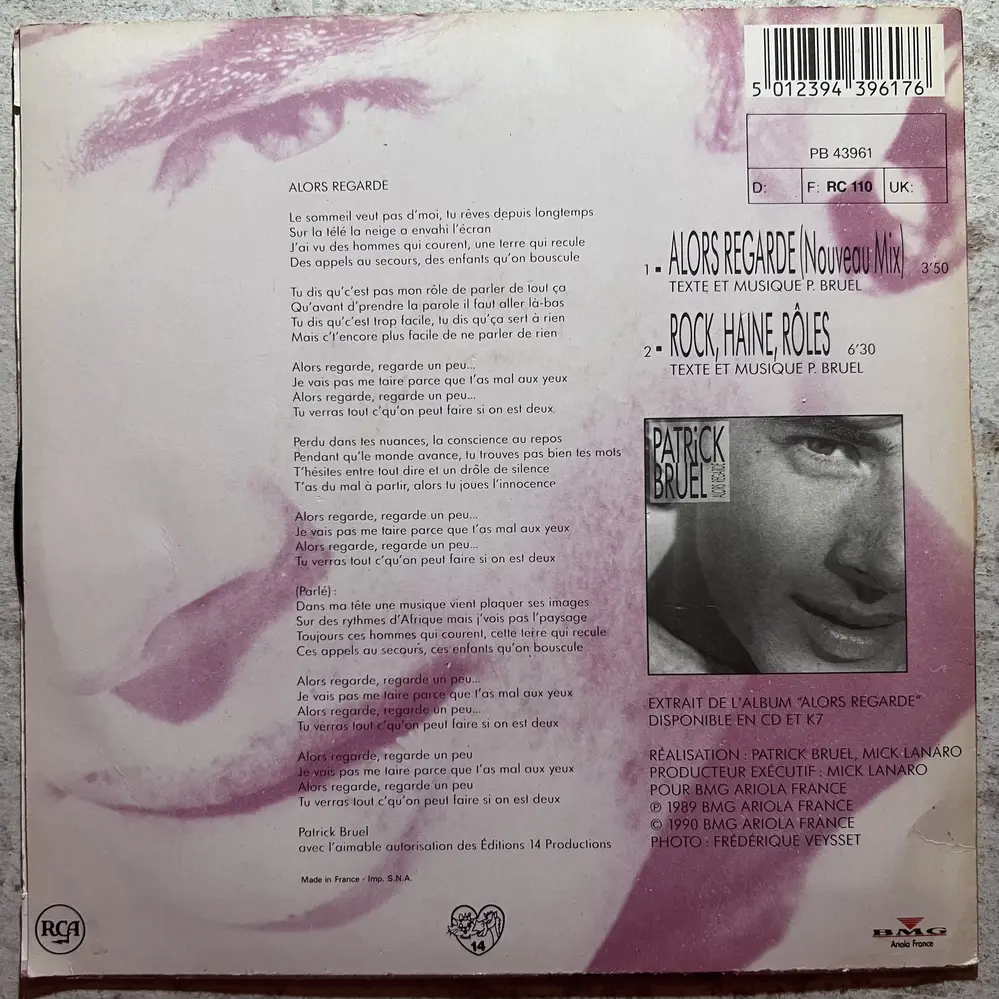 5 012394 396176
PB 43961
D:
F: RC 110
UK:
ALORS REGARDE
Le sommeil veut pas d'moi, tu rêves depuis longtemps
Sur la télé la neige a envahi l'écran
J'ai vu des hommes qui courent, une terre qui recule
Des appels au secours, des enfants qu'on bouscule
Tu dis qu'c'est pas mon rôle de parler de tout ça
Qu'avant d'prendre la parole il faut aller là-bas
Tu dis qu'c'est trop facile, tu dis qu'ça sert à rien
Mais c't'encore plus facile de ne parler de rien
Alors regarde, regarde un peu...
Je vais pas me taire parce que t'as mal aux yeux
Alors regarde, regarde un peu...
Tu verras tout c'qu'on peut faire si on est deux
Perdu dans tes nuances, la conscience au repos
Pendant qu'le monde avance, tu trouves pas bien tes mots
T'hésites entre tout dire et un drôle de silence
T'as du mal à partir, alors tu joues l'innocence
Alors regarde, regarde un peu...
Je vais pas me taire parce que t'as mal aux yeux
Alors regarde, regarde un peu...
Tu verras tout c'qu'on peut faire si on est deux
(Parlé) :
Dans ma tête une musique vient plaquer ses images
Sur des rythmes d'Afrique mais j'vois pas l'paysage
Toujours ces hommes qui courent, cette terre qui recule
Ces appels au secours, ces enfants qu'on bouscule
Alors regarde, regarde un peu...
Je vais pas me taire parce que t'as mal aux yeux
Alors regarde, regarde un peu...
Tu verras tout c'qu'on peut faire si on est deux
Alors regarde, regarde un peu
Je vais pas me taire parce que t'as mal aux yeux
Alors regarde, regarde un peu
Tu verras tout c'qu'on peut faire si on est deux
Patrick Bruel
avec l'aimable autorisation des Éditions 14 Productions
Made in France - Imp. S.N.A.
1 - ALORS REGARDE (Nouveau Mix) 3'50
TEXTE ET MUSIQUE P. BRUEL
2 - ROCK, HAINE, RÔLES 6'30
TEXTE ET MUSIQUE P. BRUEL
PATRiCK
BRUEL
ALORS REGARDE
EXTRAIT DE L'ALBUM "ALORS REGARDE"
DISPONIBLE EN CD ET K7
RÉALISATION : PATRICK BRUEL, MICK LANARO
PRODUCTEUR EXÉCUTIF : MICK LANARO
POUR BMG ARIOLA FRANCE
℗ 1989 BMG ARIOLA FRANCE
© 1990 BMG ARIOLA FRANCE
PHOTO : FRÉDÉRIQUE VEYSSET
RCA
14
BMG
Ariola France